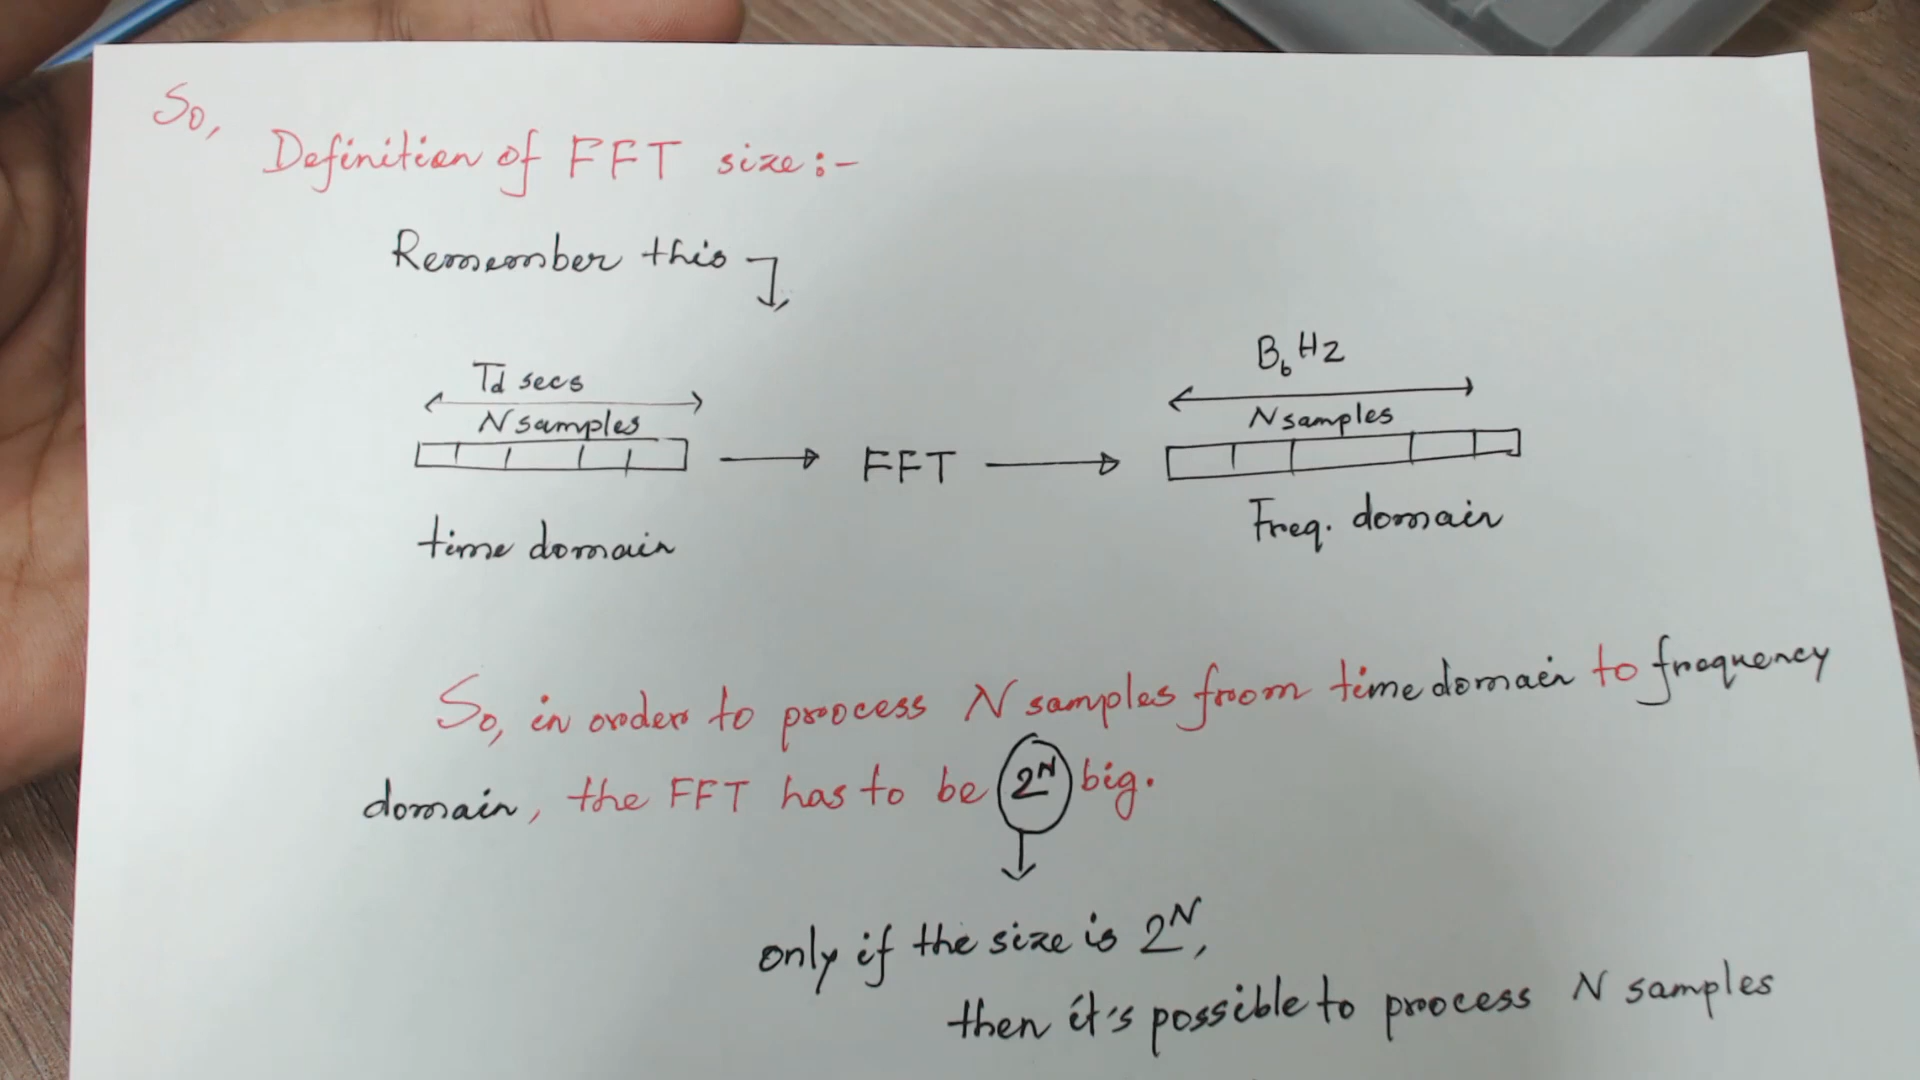 So,
Definition of FFT size:-
Remember this
Td secs
N samples
time domain
FFT
Bb Hz
N samples
Freq. domain
So, in order to process N samples from time domain to frequency
domain, the FFT has to be 2^N big.
only if the size is 2^N,
then it's possible to process N samples